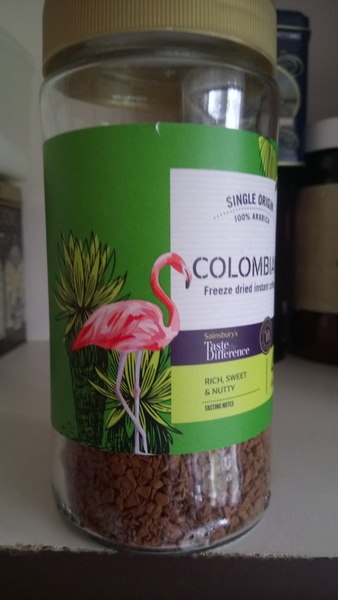 SINGLE ORIGIN
100% ARABICA
COLOMBIA
Freeze dried instant
Sainsbury's
Taste
the
Difference
RICH, SWEET
& NUTTY
TASTING NOTES